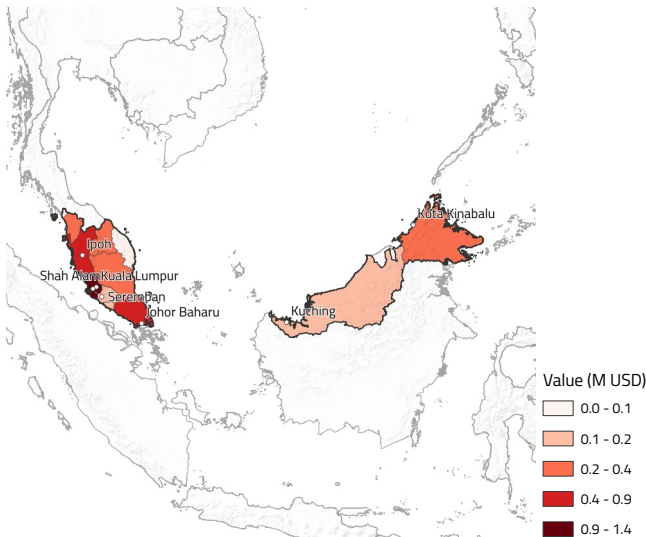 Kota Kinabalu
Ipoh
Shah Alam Kuala Lumpur
Seremban
Kuching
Johor Baharu
Value (M USD)
0.0 - 0.1
0.1 - 0.2
0.2 - 0.4
0.4 - 0.9
0.9 - 1.4